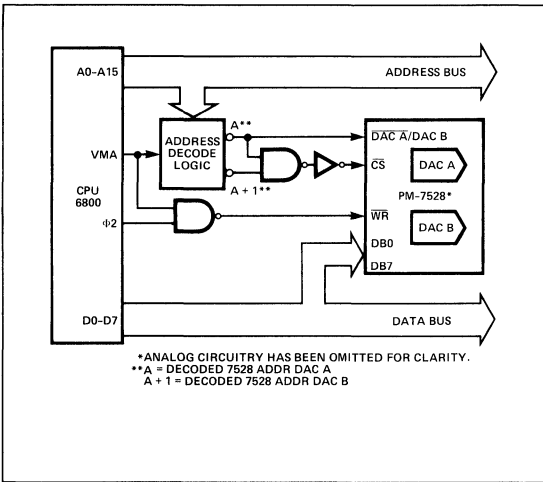 A0-A15
ADDRESS BUS
A**
ADDRESS
DECODE
LOGIC
DAC A/DAC B
VMA
CS
DAC A
CPU
6800
A + 1**
PM-7528*
Φ2
WR
DAC B
DB0
DB7
D0-D7
DATA BUS
*ANALOG CIRCUITRY HAS BEEN OMITTED FOR CLARITY.
**A = DECODED 7528 ADDR DAC A
A + 1 = DECODED 7528 ADDR DAC B